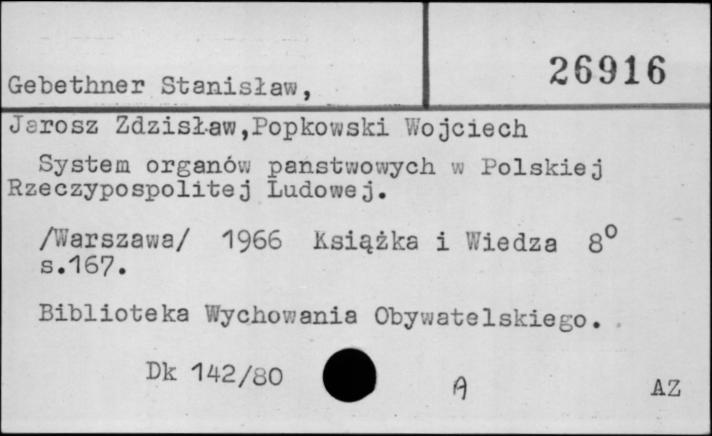 26916
Gebethner Stanisław,
Jarosz Zdzisław,Popkowski Wojciech
System organów panstwowych w Polskiej
Rzeczypospolitej Ludowej.
/Warszawa/ 1966 Książka i Wiedza 8°
s.167.
Biblioteka Wychowania Obywatelskiego.
Dk 142/80
A
AZ